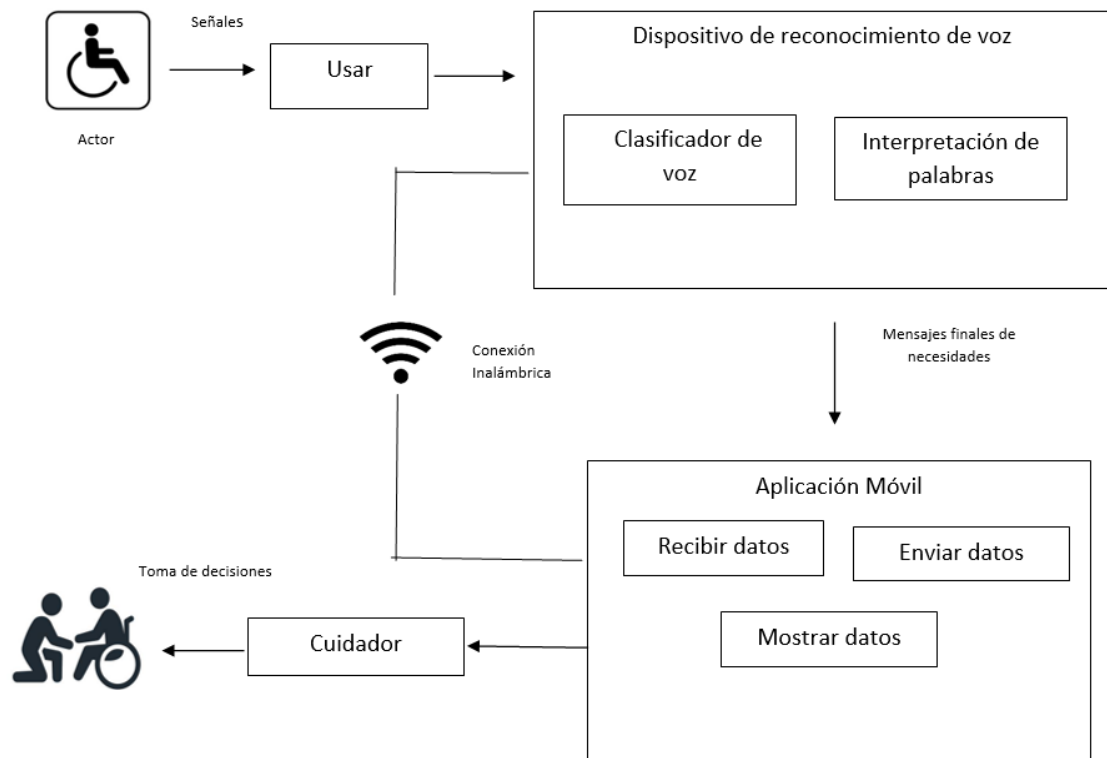 Señales
Actor
Usar
Dispositivo de reconocimiento de voz
Clasificador de
voz
Interpretación de
palabras
Conexión
Inalámbrica
Mensajes finales de
necesidades
Aplicación Móvil
Recibir datos
Enviar datos
Mostrar datos
Toma de decisiones
Cuidador